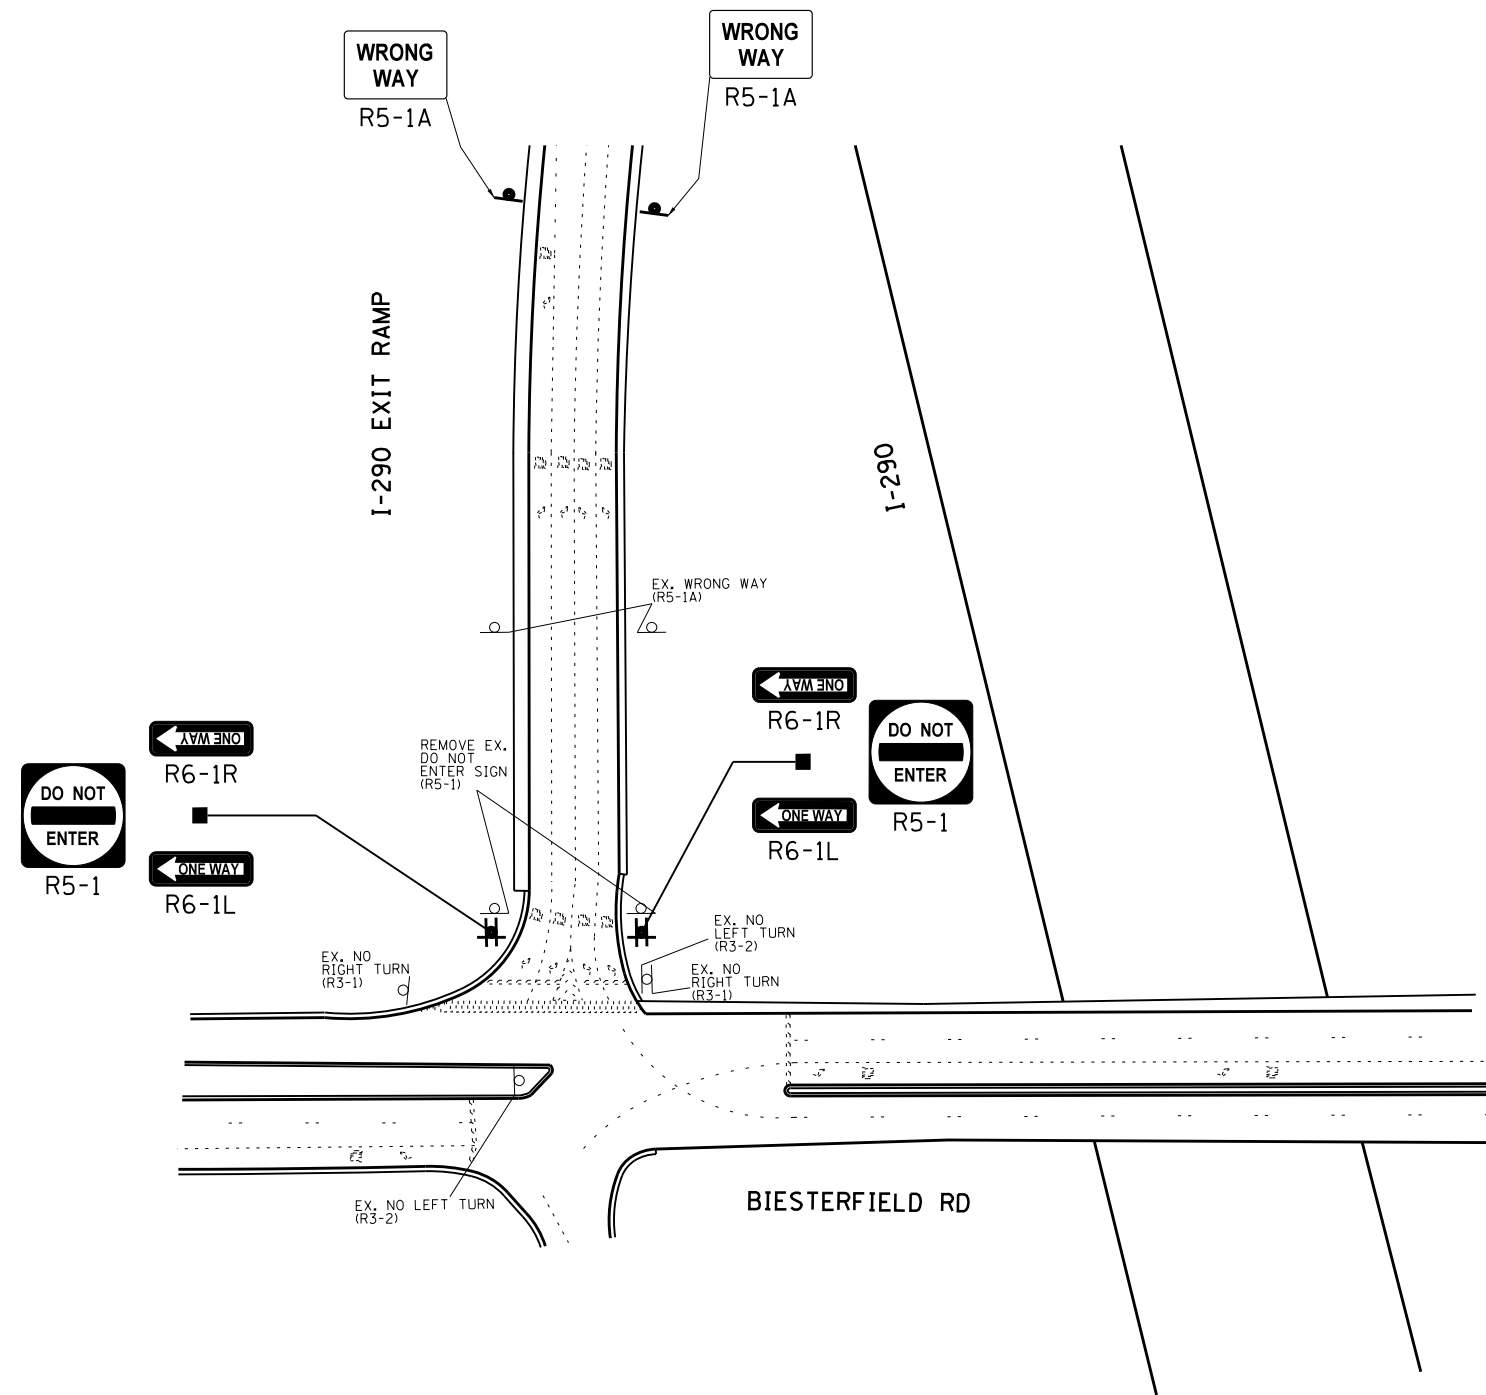 WRONG
WAY
R5-1A
WRONG
WAY
R5-1A
I-290 EXIT RAMP
I-290
EX. WRONG WAY
(R5-1A)
ONE WAY
R6-1R
DO NOT
ENTER
R5-1
ONE WAY
R6-1L
REMOVE EX.
DO NOT
ENTER SIGN
(R5-1)
ONE WAY
R6-1R
DO NOT
ENTER
R5-1
ONE WAY
R6-1L
EX. NO
RIGHT TURN
(R3-1)
EX. NO
LEFT TURN
(R3-2)
EX. NO
RIGHT TURN
(R3-1)
EX. NO LEFT TURN
(R3-2)
BIESTERFIELD RD